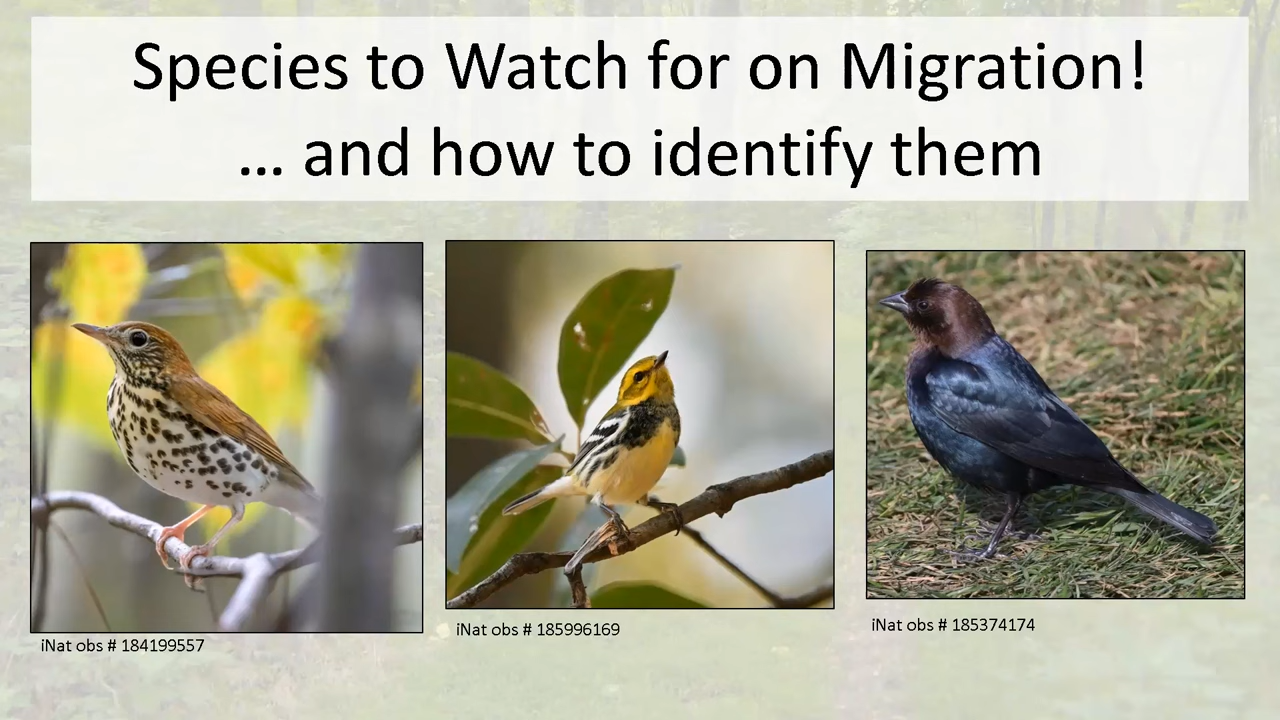 Species to Watch for on Migration!
... and how to identify them
iNat obs # 184199557
iNat obs # 185996169
iNat obs # 185374174